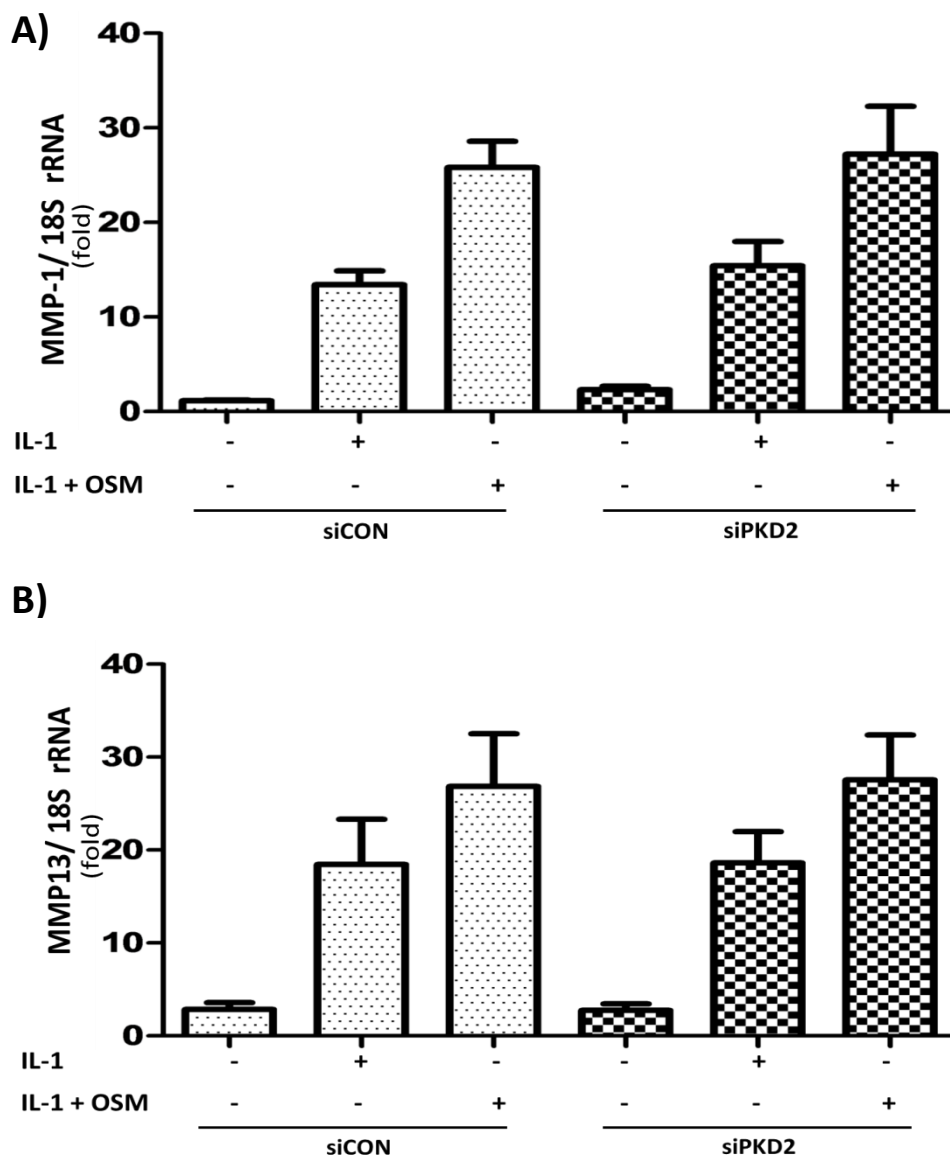 A)
MMP-1/ 18S rRNA
(fold)
40
30
20
10
0
IL-1 - + - - + -
IL-1 + OSM - - + - - +
siCON siPKD2
B)
MMP13/ 18S rRNA
(fold)
40
30
20
10
0
IL-1 - + - - + -
IL-1 + OSM - - + - - +
siCON siPKD2